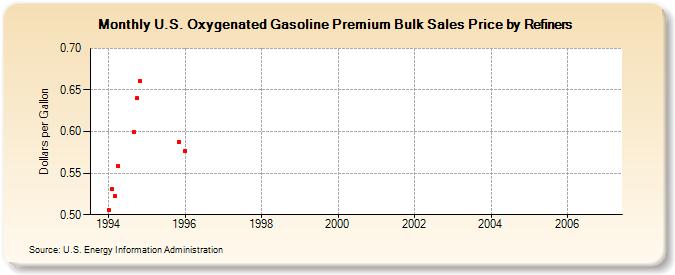 Monthly U.S. Oxygenated Gasoline Premium Bulk Sales Price by Refiners
Dollars per Gallon
0.70
0.65
0.60
0.55
0.50
1994 1996 1998 2000 2002 2004 2006
Source: U.S. Energy Information Administration